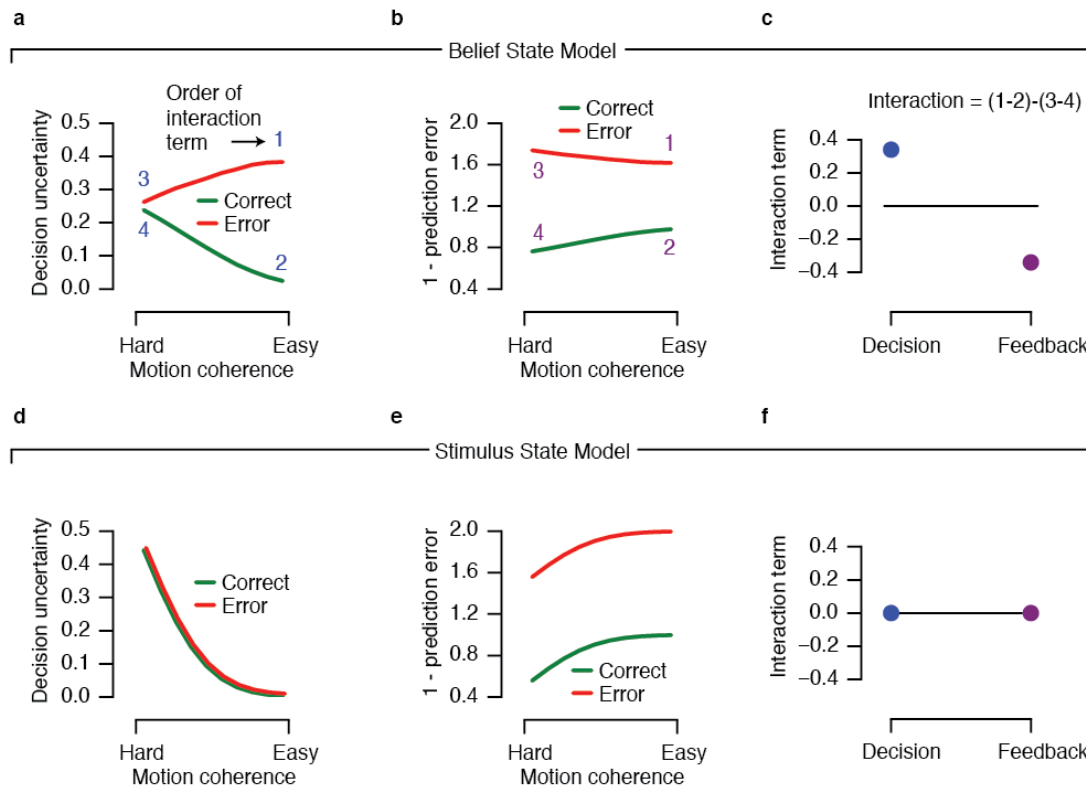 a
b
c
Belief State Model
Decision uncertainty
0.5
0.4
0.3
0.2
0.1
0.0
Order of
interaction
term
1
3
4
2
Correct
Error
Hard
Easy
Motion coherence
1 - prediction error
2.0
1.6
1.2
0.8
0.4
Correct
Error
1
3
4
2
Hard
Easy
Motion coherence
Interaction = (1-2)-(3-4)
Interaction term
0.4
0.2
0.0
−0.2
−0.4
Decision
Feedback
d
e
f
Stimulus State Model
Decision uncertainty
0.5
0.4
0.3
0.2
0.1
0.0
Correct
Error
Hard
Easy
Motion coherence
1 - prediction error
2.0
1.6
1.2
0.8
0.4
Correct
Error
Hard
Easy
Motion coherence
Interaction term
0.4
0.2
0.0
−0.2
−0.4
Decision
Feedback